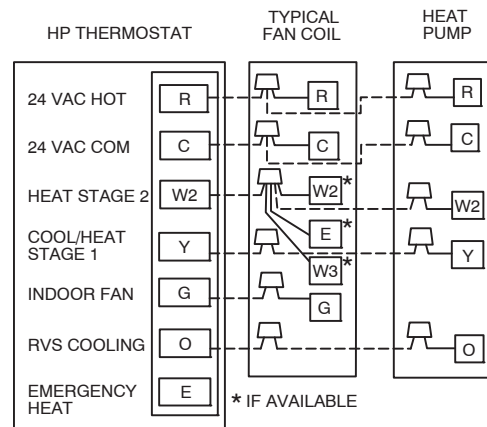 HP THERMOSTAT
TYPICAL
FAN COIL
HEAT
PUMP
24 VAC HOT
R
R
R
24 VAC COM
C
C
C
HEAT STAGE 2
W2
W2*
W2
E*
COOL/HEAT
STAGE 1
Y
W3*
Y
INDOOR FAN
G
G
RVS COOLING
O
O
EMERGENCY
HEAT
E
* IF AVAILABLE